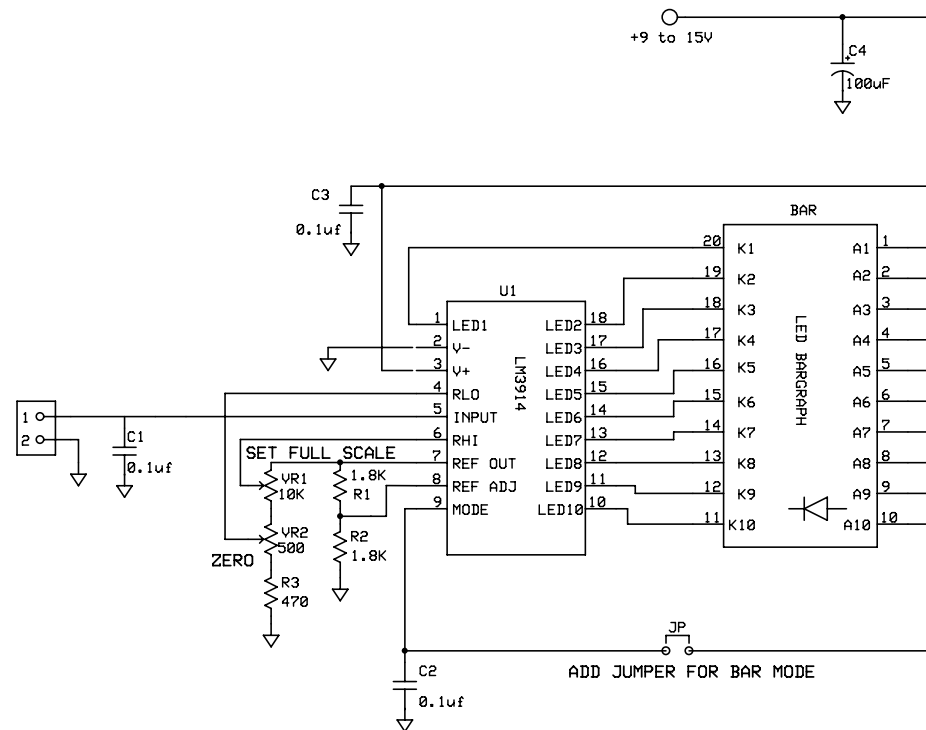 +9 to 15V
C4
+
100uF
C3
0.1uf
BAR
20 K1 A1 1
19 K2 A2 2
18 K3 A3 3
17 K4 A4 4
16 K5 A5 5
15 K6 A6 6
14 K7 A7 7
13 K8 A8 8
12 K9 A9 9
11 K10 A10 10
LED BARGRAPH
U1
1 LED1 LED2 18
2 V- LED3 17
3 V+ LED4 16
4 RLO LED5 15
5 INPUT LED6 14
6 RHI LED7 13
7 REF OUT LED8 12
8 REF ADJ LED9 11
9 MODE LED10 10
LM3914
1
2
C1
0.1uf
SET FULL SCALE
VR1
10K
1.8K
R1
VR2
500
ZERO
R2
1.8K
R3
470
JP
ADD JUMPER FOR BAR MODE
C2
0.1uf